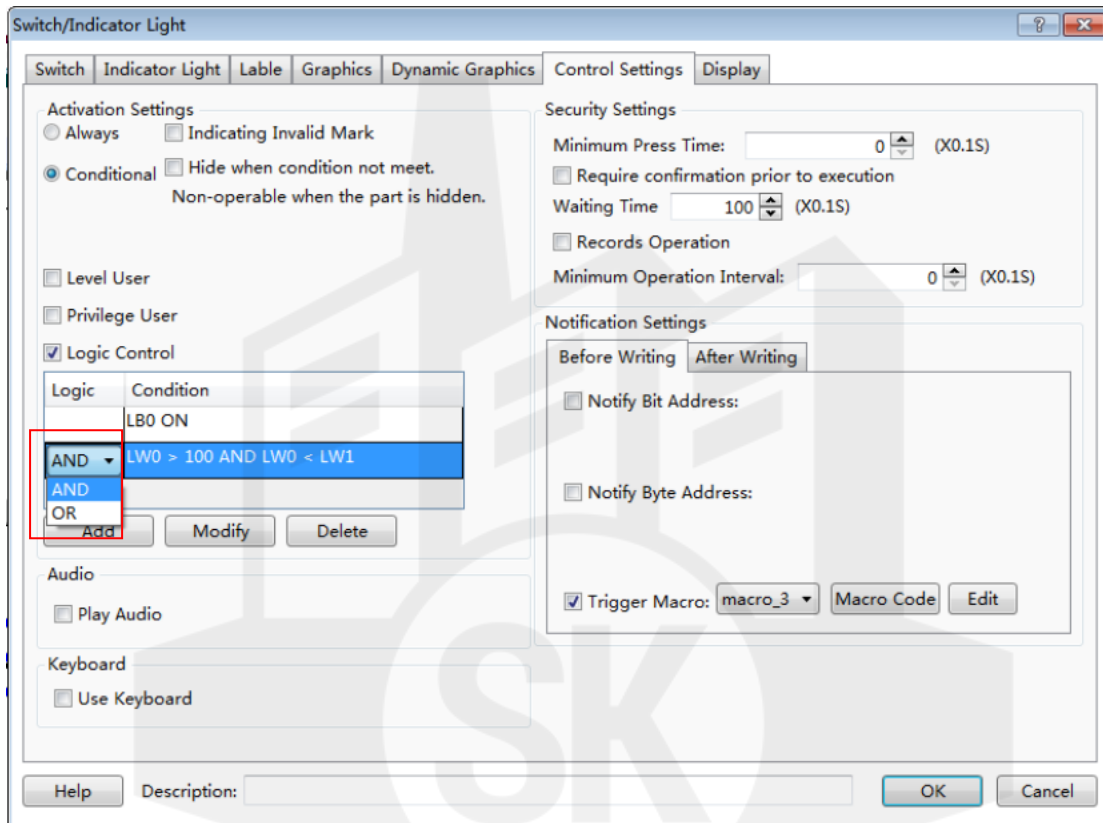 Switch/Indicator Light
Switch Indicator Light Lable Graphics Dynamic Graphics Control Settings Display
Activation Settings
Always
Indicating Invalid Mark
Conditional
Hide when condition not meet.
Non-operable when the part is hidden.
Level User
Privilege User
Logic Control
Logic Condition
LB0 ON
AND LW0 > 100 AND LW0 < LW1
AND
OR
Add Modify Delete
Audio
Play Audio
Keyboard
Use Keyboard
Security Settings
Minimum Press Time: 0 (X0.1S)
Require confirmation prior to execution
Waiting Time 100 (X0.1S)
Records Operation
Minimum Operation Interval: 0 (X0.1S)
Notification Settings
Before Writing After Writing
Notify Bit Address:
Notify Byte Address:
Trigger Macro: macro_3 Macro Code Edit
SK
Help Description: OK Cancel